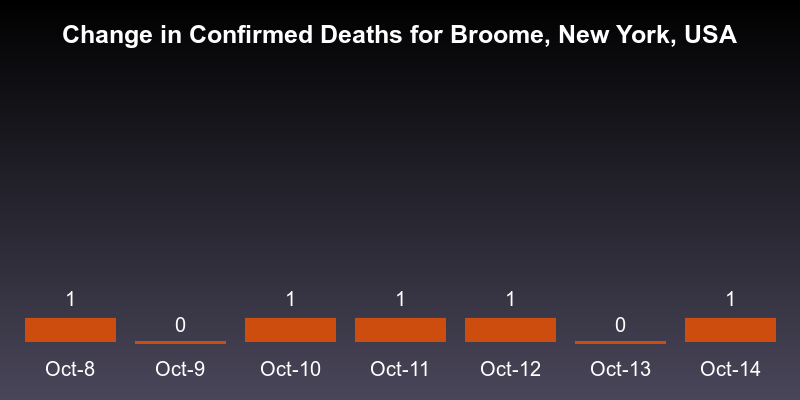 Change in Confirmed Deaths for Broome, New York, USA
1 0 1 1 1 0 1
Oct-8 Oct-9 Oct-10 Oct-11 Oct-12 Oct-13 Oct-14